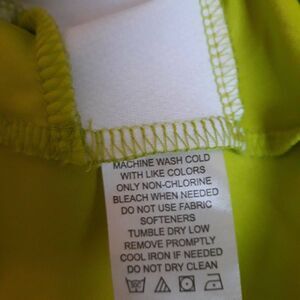 MACHINE WASH COLD
WITH LIKE COLORS
ONLY NON-CHLORINE
BLEACH WHEN NEEDED
DO NOT USE FABRIC
SOFTENERS
TUMBLE DRY LOW
REMOVE PROMPTLY
COOL IRON IF NEEDED
DO NOT DRY CLEAN